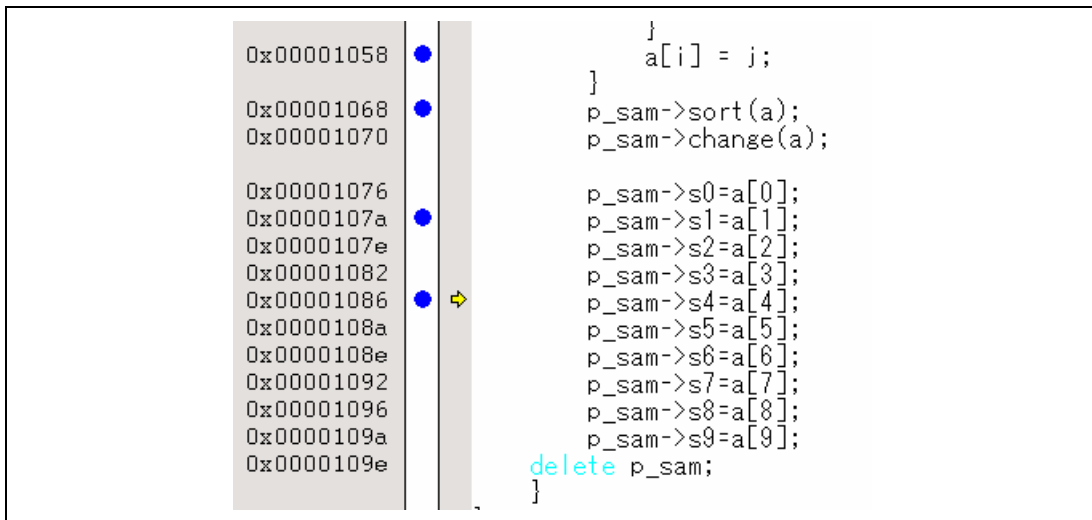 }
0x00001058 a[i] = j;
}
0x00001068 p_sam->sort(a);
0x00001070 p_sam->change(a);
0x00001076 p_sam->s0=a[0];
0x0000107a p_sam->s1=a[1];
0x0000107e p_sam->s2=a[2];
0x00001082 p_sam->s3=a[3];
0x00001086 p_sam->s4=a[4];
0x0000108a p_sam->s5=a[5];
0x0000108e p_sam->s6=a[6];
0x00001092 p_sam->s7=a[7];
0x00001096 p_sam->s8=a[8];
0x0000109a p_sam->s9=a[9];
0x0000109e delete p_sam;
}